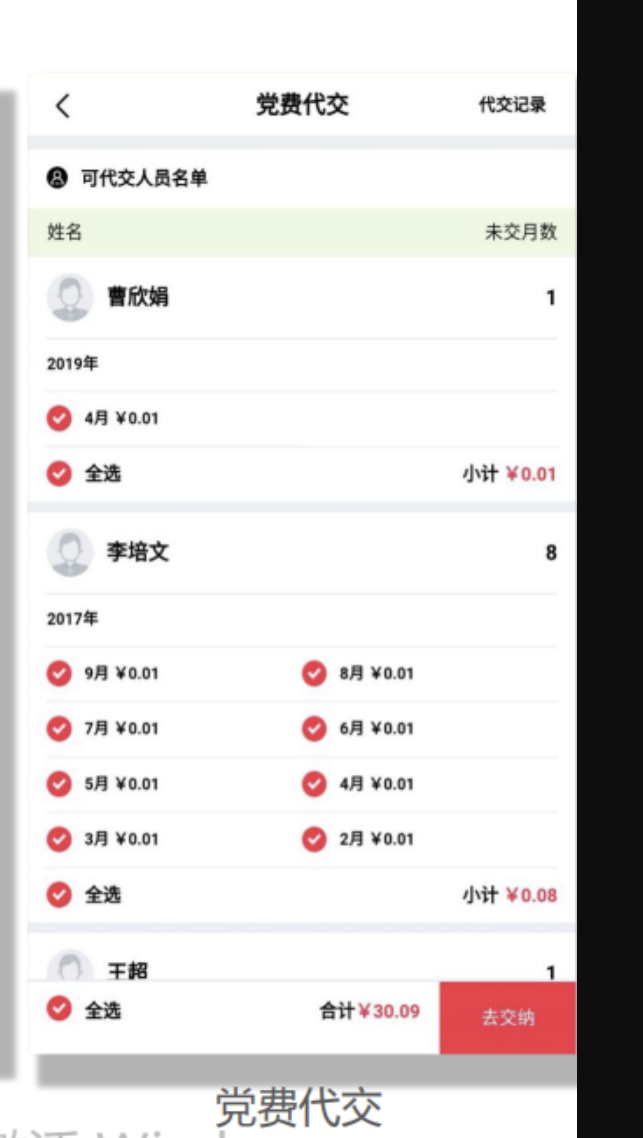 党费代交 代交记录
可代交人员名单
姓名 未交月数
曹欣娟 1
2019年
4月 ¥0.01
全选 小计 ¥0.01
李培文 8
2017年
9月 ¥0.01 8月 ¥0.01
7月 ¥0.01 6月 ¥0.01
5月 ¥0.01 4月 ¥0.01
3月 ¥0.01 2月 ¥0.01
全选 小计 ¥0.08
王超 1
全选 合计¥30.09 去交纳
党费代交